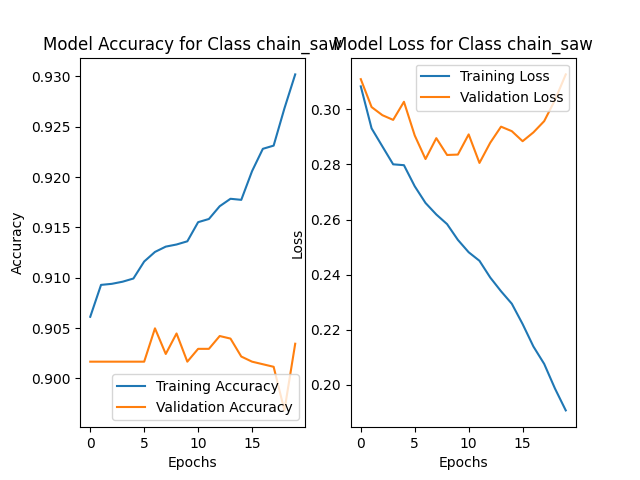 Model Accuracy for Class chain_saw
Model Loss for Class chain_saw
0.930
0.925
0.920
0.915
0.910
0.905
0.900
Accuracy
Training Accuracy
Validation Accuracy
0 5 10 15
Epochs
Training Loss
Validation Loss
0.30
0.28
0.26
0.24
0.22
0.20
Loss
0 5 10 15
Epochs